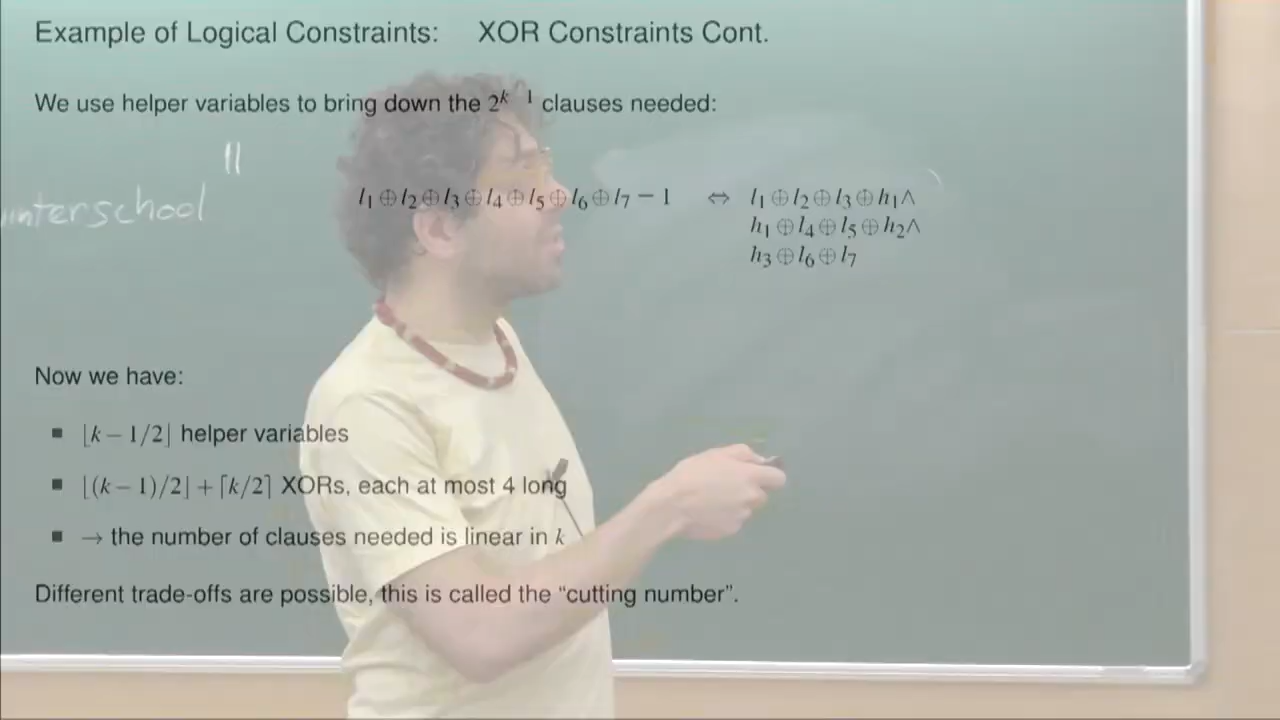 Example of Logical Constraints: XOR Constraints Cont.
We use helper variables to bring down the 2^{k−1} clauses needed:
||
winterschool
l₁⊕l₂⊕l₃⊕l₄⊕l₅⊕l₆⊕l₇ = 1 ⇔ l₁⊕l₂⊕l₃⊕h₁∧
h₁⊕l₄⊕l₅⊕h₂∧
h₃⊕l₆⊕l₇
Now we have:
▪ ⌊k−1/2⌋ helper variables
▪ ⌊(k−1)/2⌋+⌈k/2⌉ XORs, each at most 4 long
▪ → the number of clauses needed is linear in k
Different trade-offs are possible, this is called the “cutting number”.